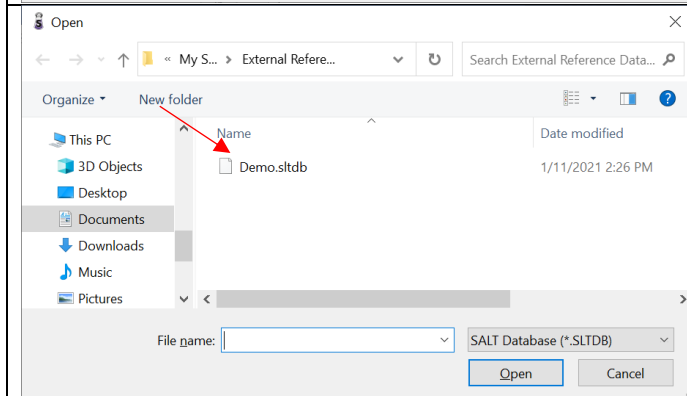 Open
« My S... > External Refere...
Search External Reference Data...
Organize
New folder
This PC
Name
Date modified
3D Objects
Demo.sltdb
1/11/2021 2:26 PM
Desktop
Documents
Downloads
Music
Pictures
File name:
SALT Database (*.SLTDB)
Open
Cancel